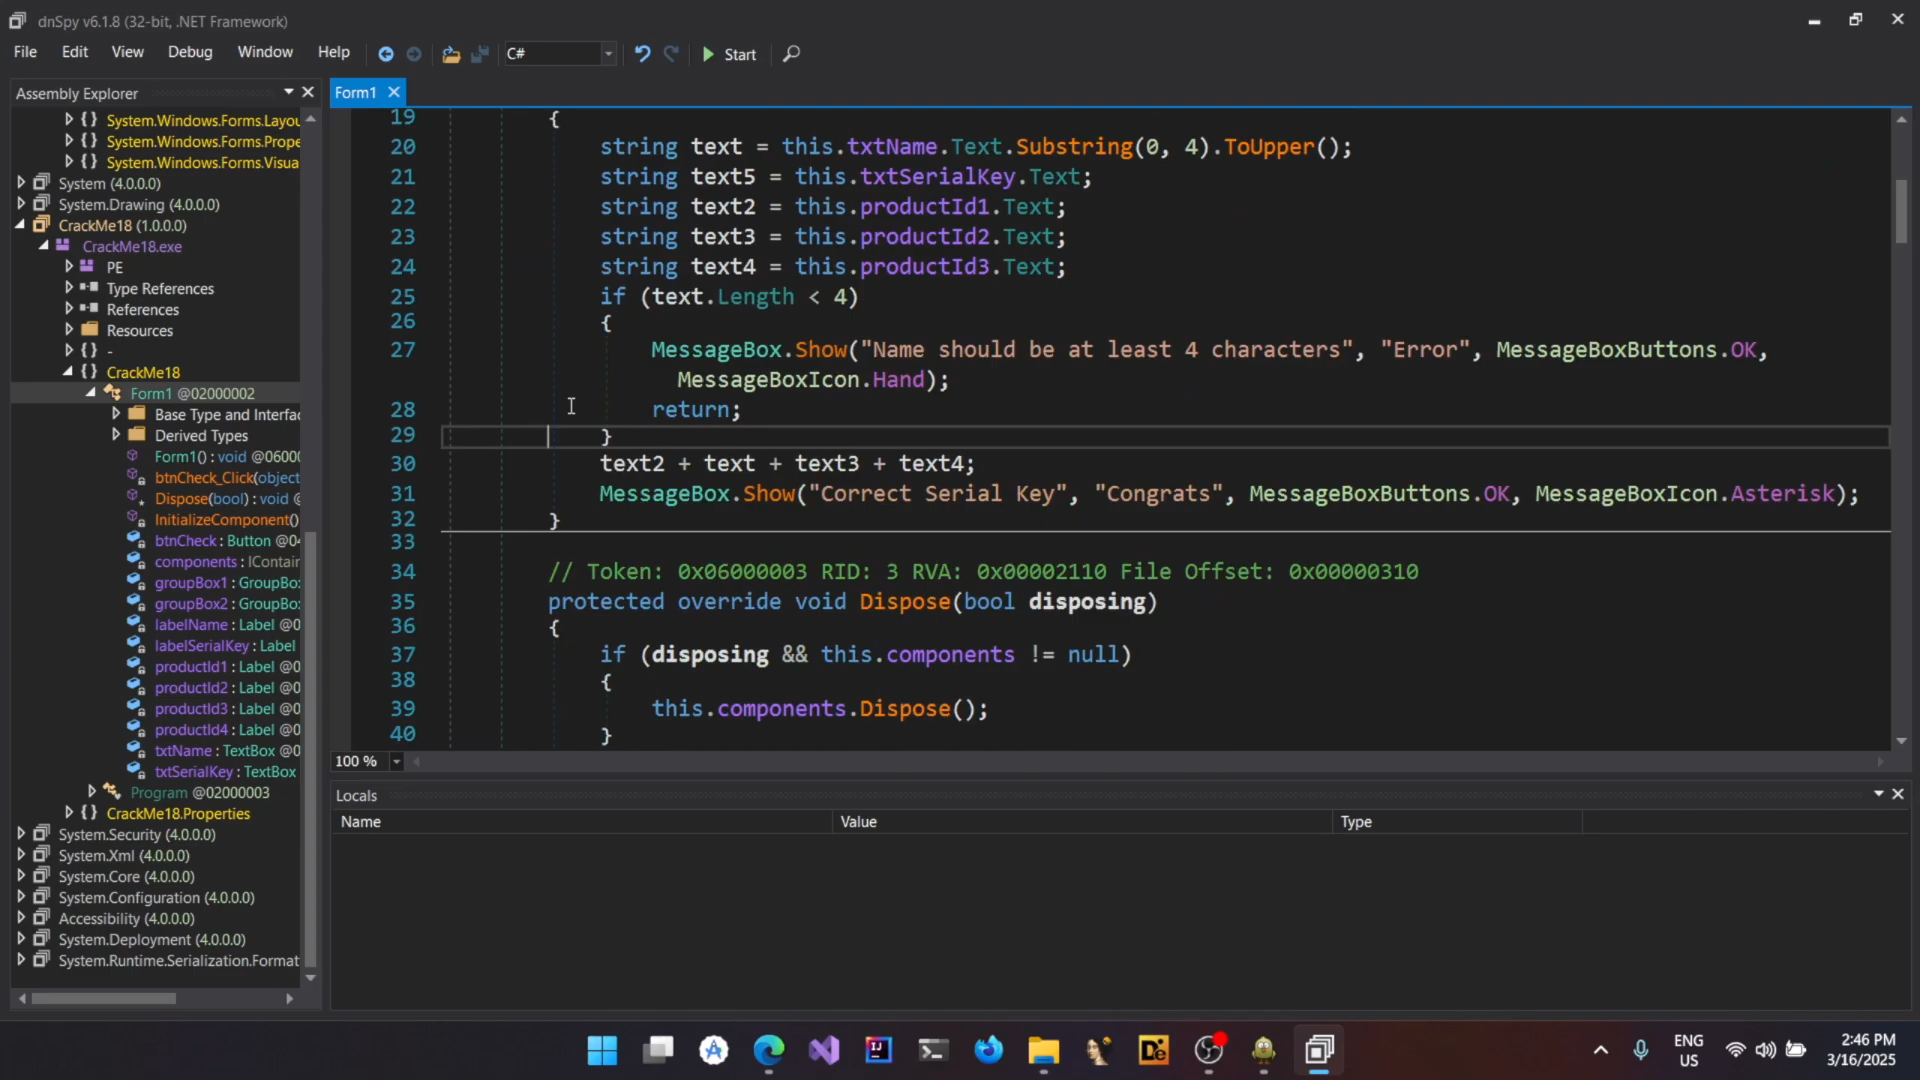 dnSpy v6.1.8 (32-bit, .NET Framework)
File Edit View Debug Window Help C# Start
Assembly Explorer
Form1
System.Windows.Forms.Layou
System.Windows.Forms.Prope
System.Windows.Forms.Visua
System (4.0.0.0)
System.Drawing (4.0.0.0)
CrackMe18 (1.0.0.0)
CrackMe18.exe
PE
Type References
References
Resources
{ } -
CrackMe18
Form1 @02000002
Base Type and Interfac
Derived Types
Form1() : void @0600
btnCheck_Click(object
Dispose(bool) : void @
InitializeComponent()
btnCheck : Button @04
components : IContain
groupBox1 : GroupBo
groupBox2 : GroupBo
labelName : Label @0
labelSerialKey : Label
productId1 : Label @0
productId2 : Label @0
productId3 : Label @0
productId4 : Label @0
txtName : TextBox @0
txtSerialKey : TextBox
Program @02000003
CrackMe18.Properties
System.Security (4.0.0.0)
System.Xml (4.0.0.0)
System.Core (4.0.0.0)
System.Configuration (4.0.0.0)
Accessibility (4.0.0.0)
System.Deployment (4.0.0.0)
System.Runtime.Serialization.Format
19 {
20 string text = this.txtName.Text.Substring(0, 4).ToUpper();
21 string text5 = this.txtSerialKey.Text;
22 string text2 = this.productId1.Text;
23 string text3 = this.productId2.Text;
24 string text4 = this.productId3.Text;
25 if (text.Length < 4)
26 {
27 MessageBox.Show("Name should be at least 4 characters", "Error", MessageBoxButtons.OK,
MessageBoxIcon.Hand);
28 return;
29 }
30 text2 + text + text3 + text4;
31 MessageBox.Show("Correct Serial Key", "Congrats", MessageBoxButtons.OK, MessageBoxIcon.Asterisk);
32 }
33
34 // Token: 0x06000003 RID: 3 RVA: 0x00002110 File Offset: 0x00000310
35 protected override void Dispose(bool disposing)
36 {
37 if (disposing && this.components != null)
38 {
39 this.components.Dispose();
40 }
100 %
Locals
Name Value Type
ENG
US
2:46 PM
3/16/2025